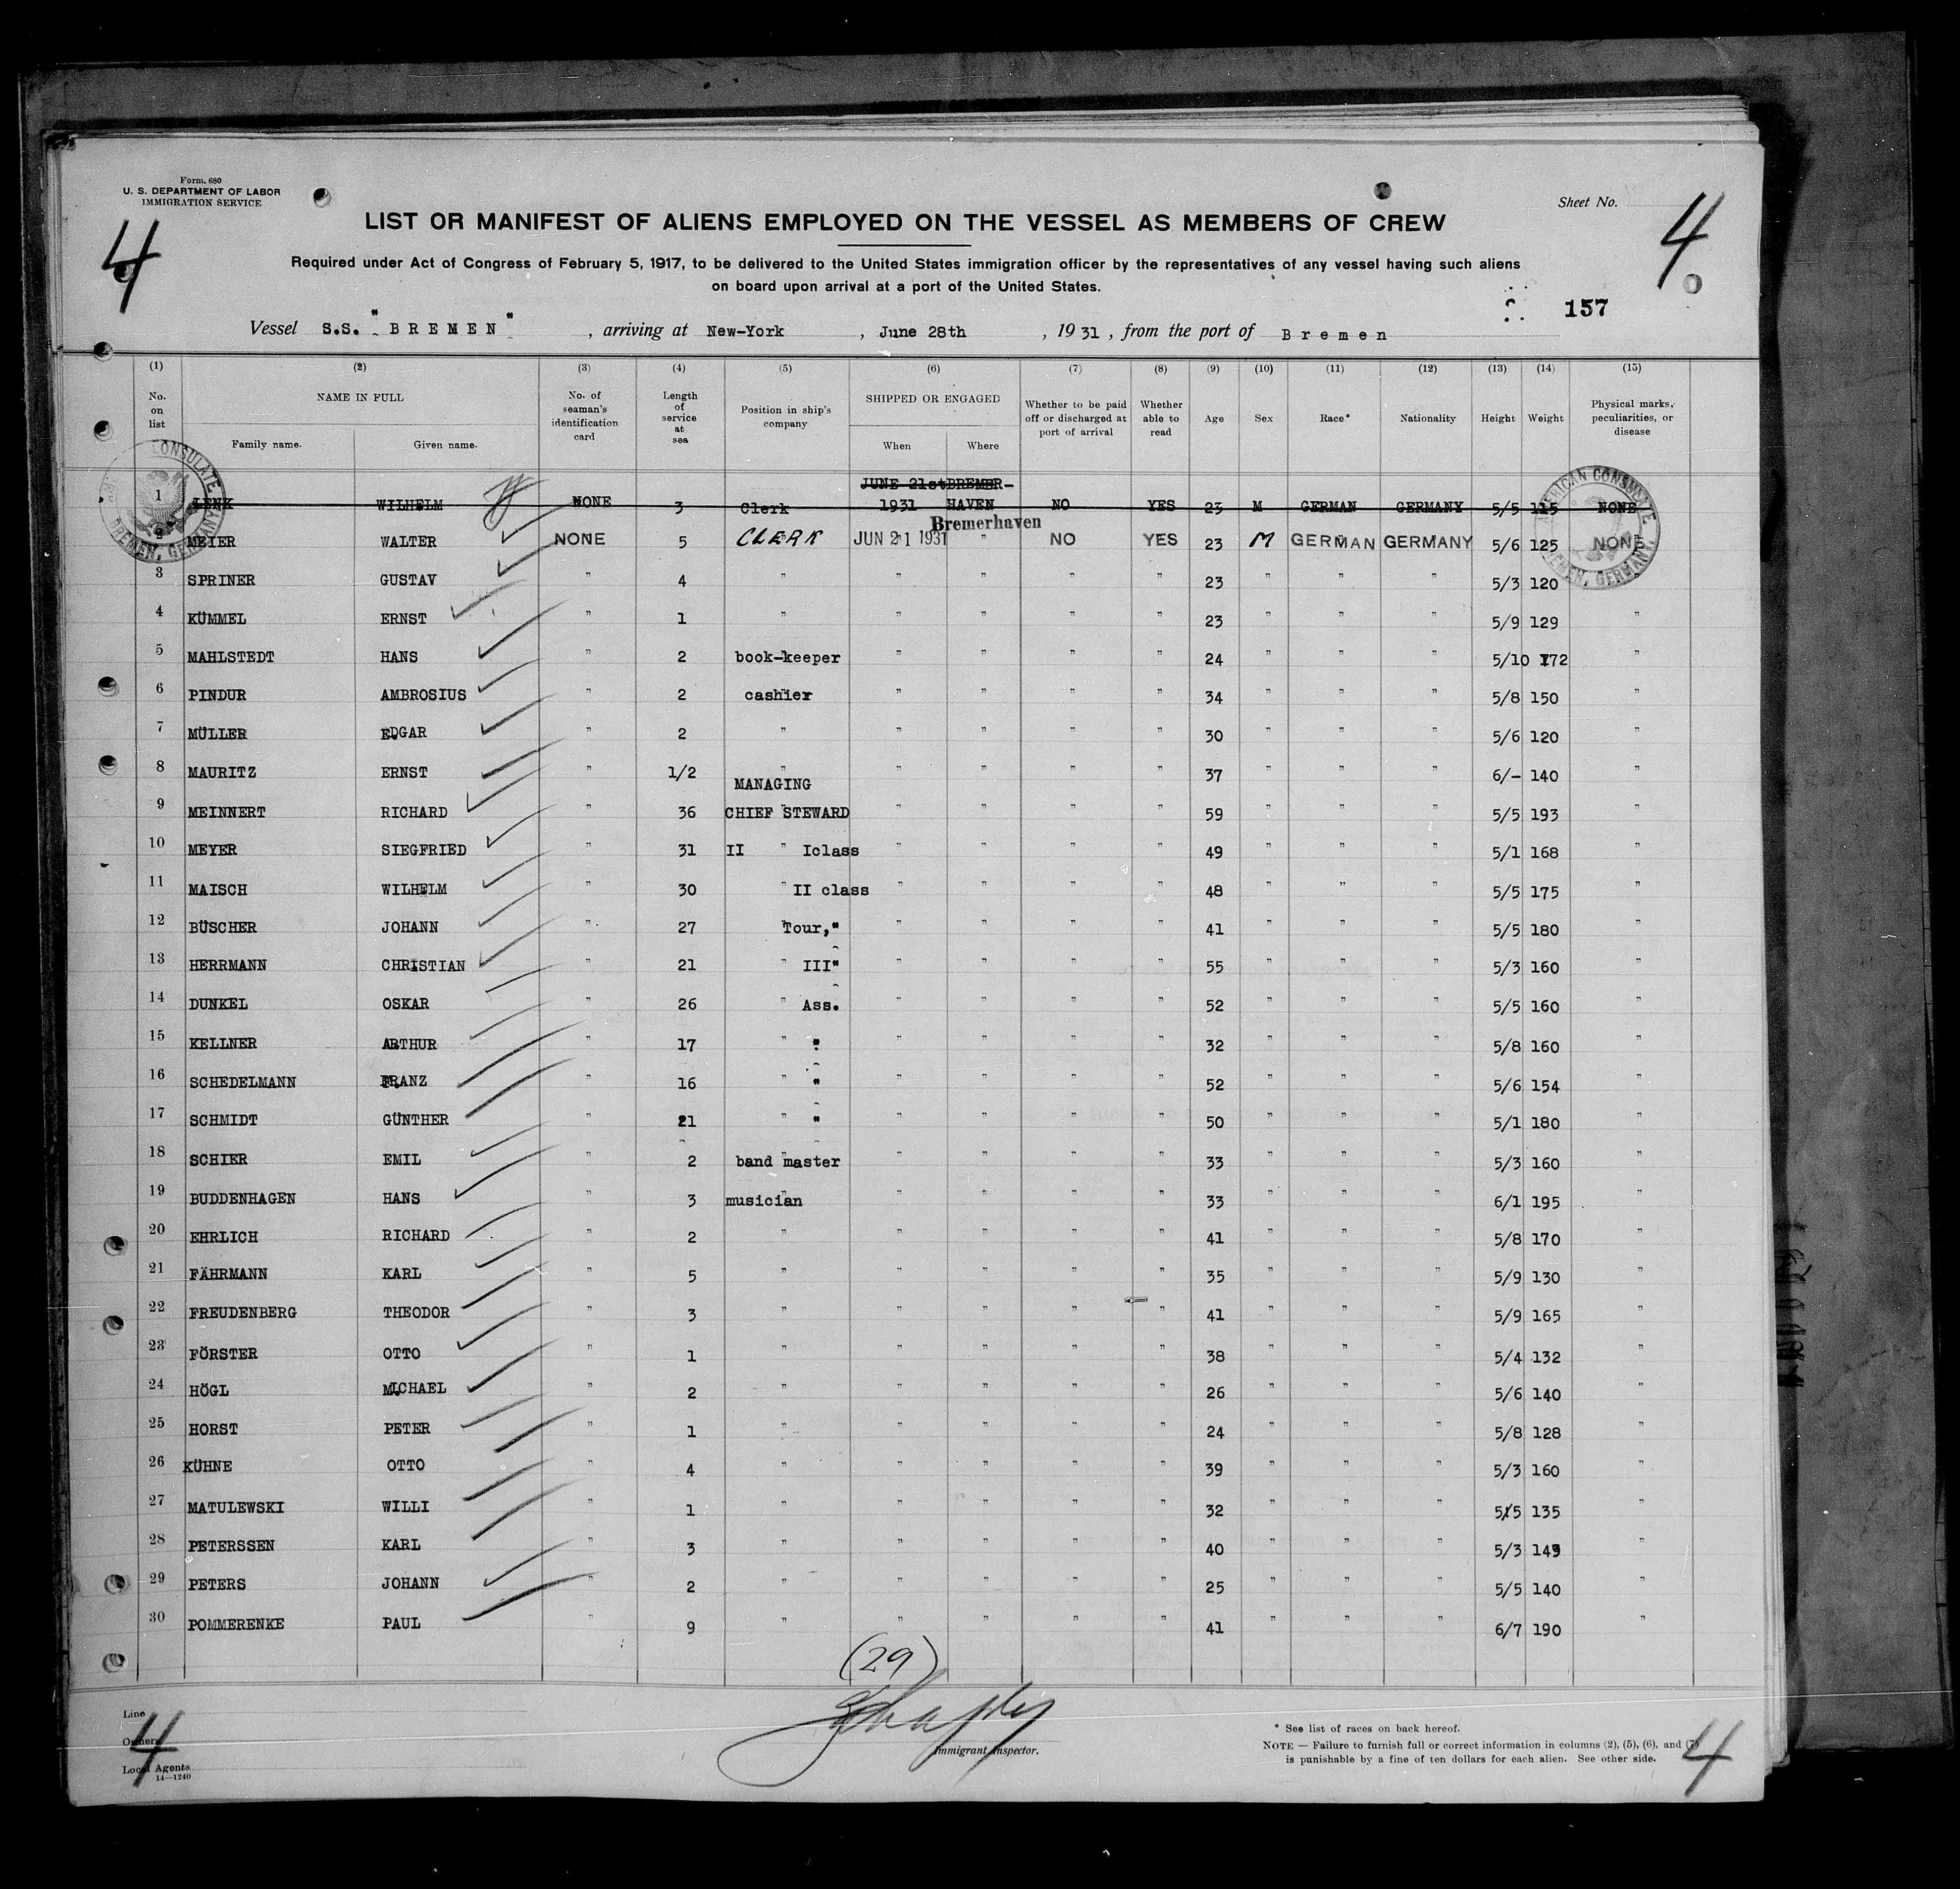 Form. 680
U. S. DEPARTMENT OF LABOR
IMMIGRATION SERVICE
Sheet No.
4 4
LIST OR MANIFEST OF ALIENS EMPLOYED ON THE VESSEL AS MEMBERS OF CREW
Required under Act of Congress of February 5, 1917, to be delivered to the United States immigration officer by the representatives of any vessel having such aliens
on board upon arrival at a port of the United States.
157
Vessel S.S. "BREMEN", arriving at New-York, June 28th, 1931, from the port of Bremen
(1) (2) (3) (4) (5) (6) (7) (8) (9) (10) (11) (12) (13) (14) (15)
No. on list NAME IN FULL Family name. Given name. No. of seaman's identification card Length of service at sea Position in ship's company SHIPPED OR ENGAGED When Where Whether to be paid off or discharged at port of arrival Whether able to read Age Sex Race* Nationality Height Weight Physical marks, peculiarities, or disease
AMERICAN CONSULATE BREMEN, GERMANY AMERICAN CONSULATE BREMEN, GERMANY
JUNE 21st BREMER-
1 LENK WILHELM NONE 3 Clerk 1931 HAVEN NO YES 23 M GERMAN GERMANY 5/5 115 NONE
Bremerhaven
2 MEIER WALTER NONE 5 CLERK JUN 21 1931 " NO YES 23 M GERMAN GERMANY 5/6 125 NONE
3 SPRINER GUSTAV " 4 " " " " " 23 " " " 5/3 120
4 KÜMMEL ERNST " 1 " " " " " 23 " " " 5/9 129 "
5 MAHLSTEDT HANS " 2 book-keeper " " " " 24 " " " 5/10 172 "
6 PINDUR AMBROSIUS " 2 cashier " " " " 34 " " " 5/8 150 "
7 MÜLLER EDGAR " 2 " " " " " 30 " " " 5/6 120 "
8 MAURITZ ERNST " 1/2 " " " " " 37 " " " 6/- 140 "
MANAGING
9 MEINNERT RICHARD " 36 CHIEF STEWARD " " " " 59 " " " 5/5 193 "
10 MEYER SIEGFRIED " 31 II " Iclass " " " " 49 " " " 5/1 168 "
11 MAISCH WILHELM " 30 " II class " " " " 48 " " " 5/5 175 "
12 BÜSCHER JOHANN " 27 Tour," " " " " 41 " " " 5/5 180 "
13 HERRMANN CHRISTIAN " 21 " III" " " " " 55 " " " 5/3 160 "
14 DUNKEL OSKAR " 26 " Ass. " " " " 52 " " " 5/5 160 "
15 KELLNER ARTHUR " 17 " " " " " " 32 " " " 5/8 160 "
16 SCHEDELMANN FRANZ " 16 " " " " " " 52 " " " 5/6 154 "
17 SCHMIDT GÜNTHER " 21 " " " " " " 50 " " " 5/1 180 "
18 SCHIER EMIL " 2 band master " " " " 33 " " " 5/3 160 "
19 BUDDENHAGEN HANS " 3 musician " " " " 33 " " " 6/1 195 "
20 EHRLICH RICHARD " 2 " " " " " 41 " " " 5/8 170 "
21 FÄHRMANN KARL " 5 " " " " " 35 " " " 5/9 130 "
22 FREUDENBERG THEODOR " 3 " " " " " 41 " " " 5/9 165 "
23 FÖRSTER OTTO " 1 " " " " " 38 " " " 5/4 132 "
24 HÖGL MICHAEL " 2 " " " " " 26 " " " 5/6 140 "
25 HORST PETER " 1 " " " " " 24 " " " 5/8 128 "
26 KÜHNE OTTO " 4 " " " " " 39 " " " 5/3 160 "
27 MATULEWSKI WILLI " 1 " " " " " 32 " " " 5/5 135 "
28 PETERSSEN KARL " 3 " " " " " 40 " " " 5/3 143 "
29 PETERS JOHANN " 2 " " " " " 25 " " " 5/5 140 "
30 POMMERENKE PAUL " 9 " " " " " 41 " " " 6/7 190 "
(29)
Line
Owners
Local Agents
14—1240
4
Immigrant Inspector.
* See list of races on back hereof.
NOTE — Failure to furnish full or correct information in columns (2), (5), (6), and (7)
is punishable by a fine of ten dollars for each alien. See other side.
4